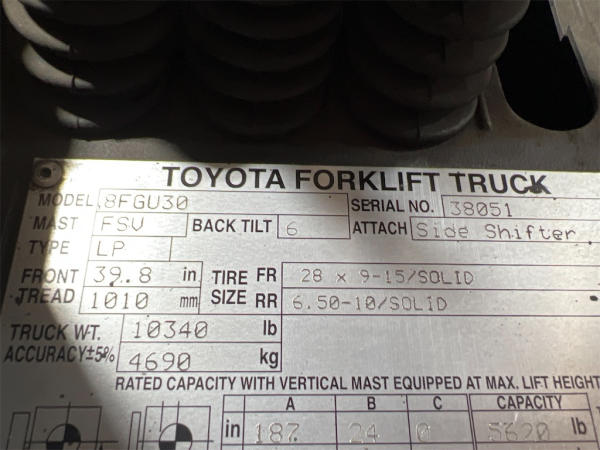 TOYOTA FORKLIFT TRUCK
MODEL 8FGU30 SERIAL NO. 38051
MAST FSV BACK TILT 6 ATTACH Side Shifter
TYPE LP
FRONT TREAD 39.8 in TIRE SIZE FR 28 x 9-15/SOLID
1010 mm RR 6.50-10/SOLID
TRUCK WT. 10340 lb
ACCURACY±5% 4690 kg
RATED CAPACITY WITH VERTICAL MAST EQUIPPED AT MAX. LIFT HEIGHT
A B C CAPACITY
in 187 24 0 5620 lb